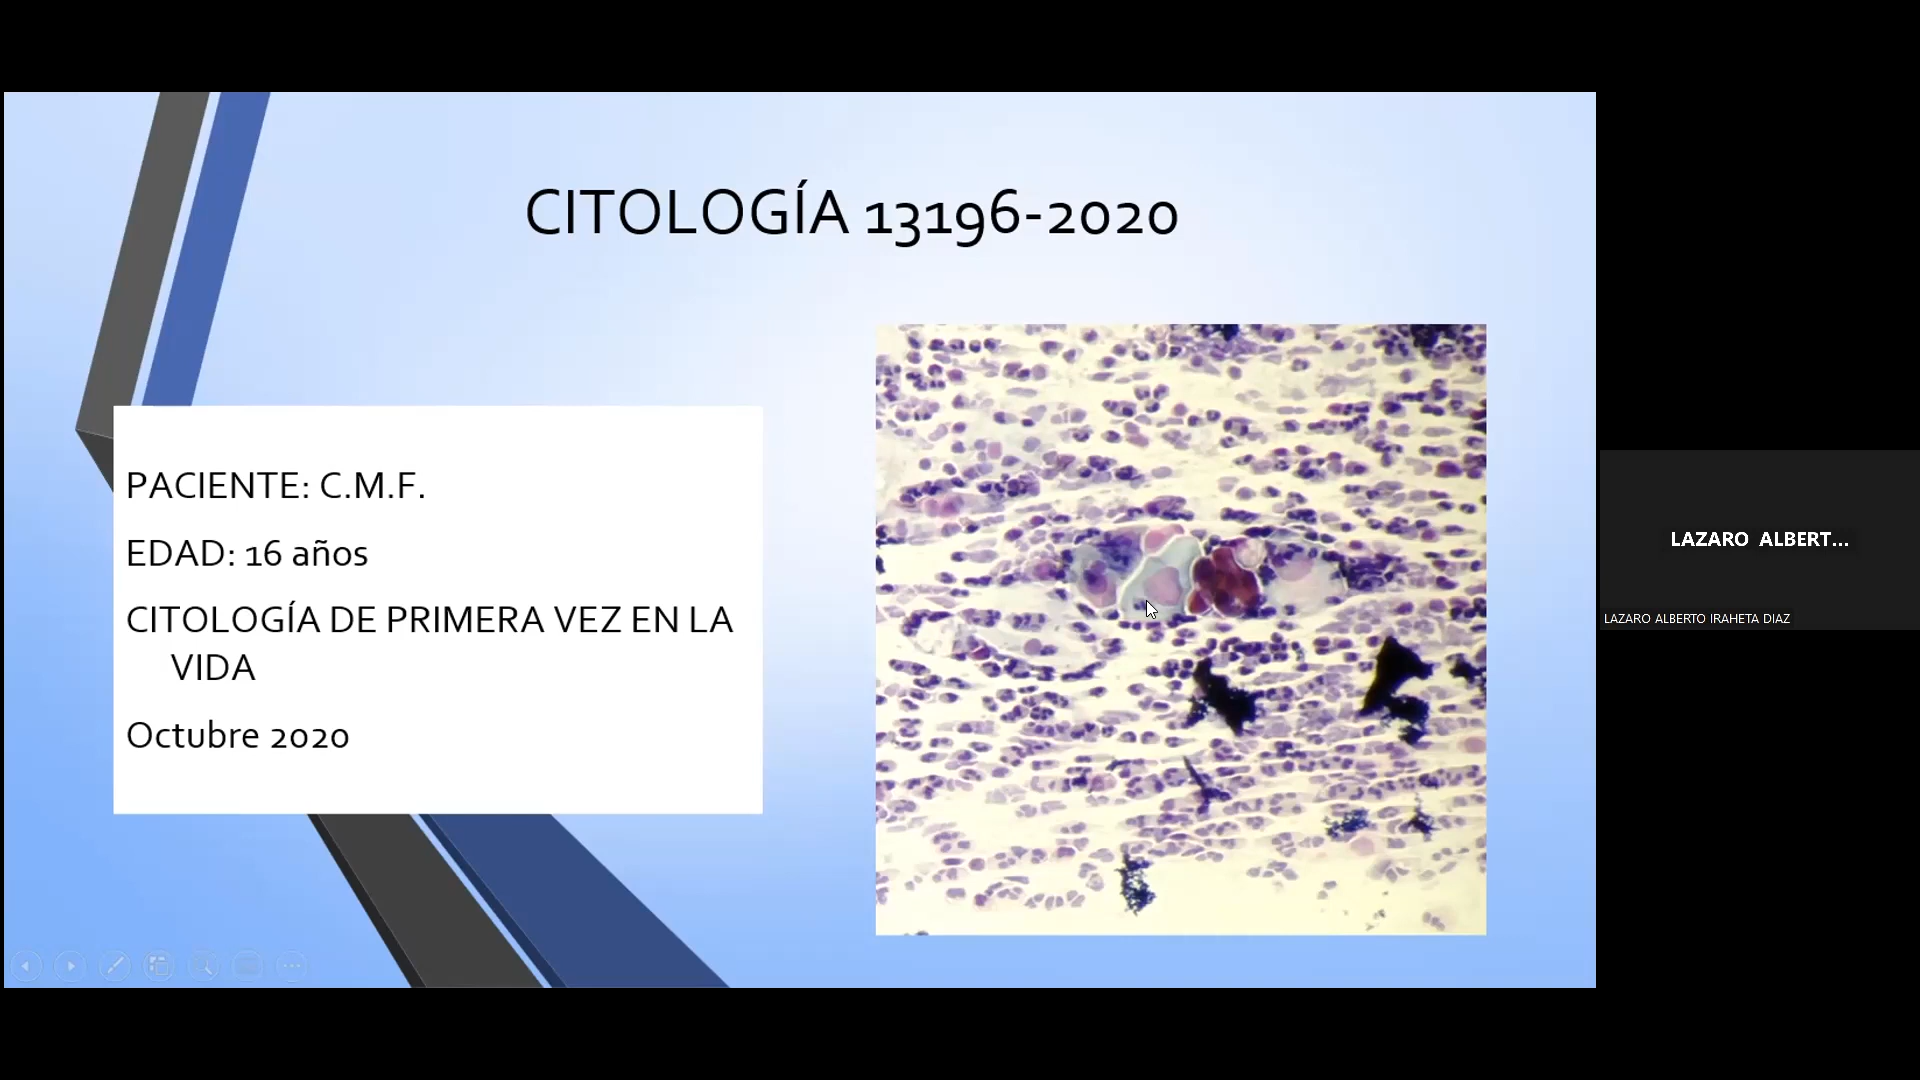 CITOLOGÍA 13196-2020
PACIENTE: C.M.F.
EDAD: 16 años
CITOLOGÍA DE PRIMERA VEZ EN LA
VIDA
Octubre 2020
LAZARO ALBERT...
LAZARO ALBERTO IRAHETA DIAZ